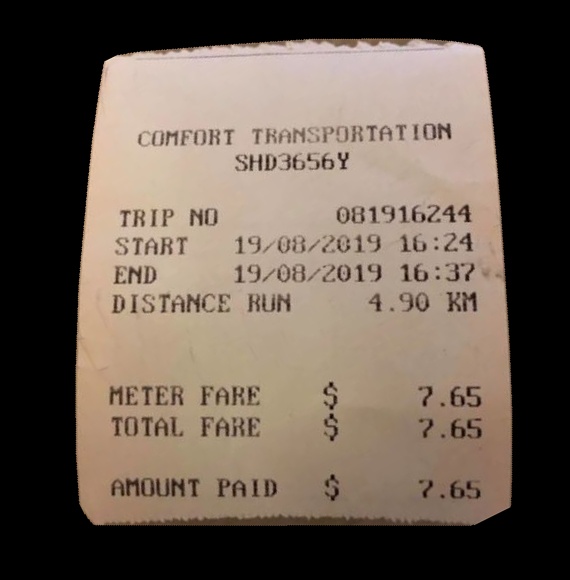 COMFORT TRANSPORTATION
SHD3656Y
TRIP NO 081916244
START 19/08/2019 16:24
END 19/08/2019 16:37
DISTANCE RUN 4.90 KM
METER FARE $ 7.65
TOTAL FARE $ 7.65
AMOUNT PAID $ 7.65